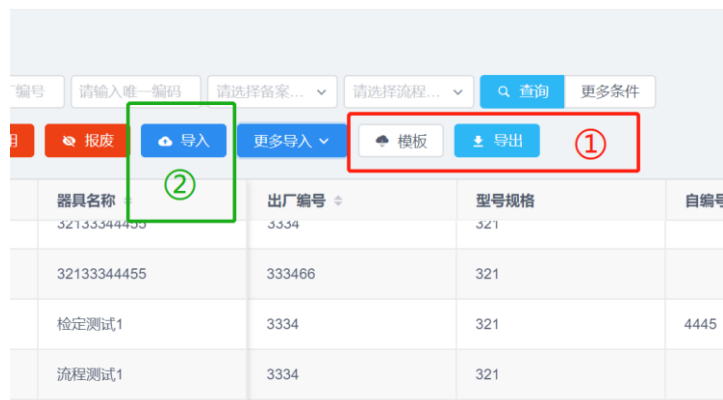 编号 请输入唯一编码 请选择备案... 请选择流程... 查询 更多条件
用 报废 导入 更多导入 模板 导出 ①
②
器具名称 出厂编号 型号规格 自编号
32133344455 3334 321
32133344455 333466 321
检定测试1 3334 321 4445
流程测试1 3334 321